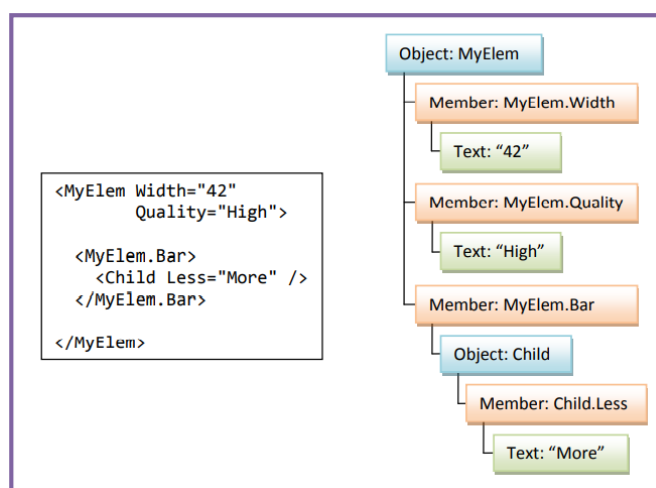 <MyElem Width="42"
Quality="High">
<MyElem.Bar>
<Child Less="More" />
</MyElem.Bar>
</MyElem>
Object: MyElem
Member: MyElem.Width
Text: “42”
Member: MyElem.Quality
Text: “High”
Member: MyElem.Bar
Object: Child
Member: Child.Less
Text: “More”